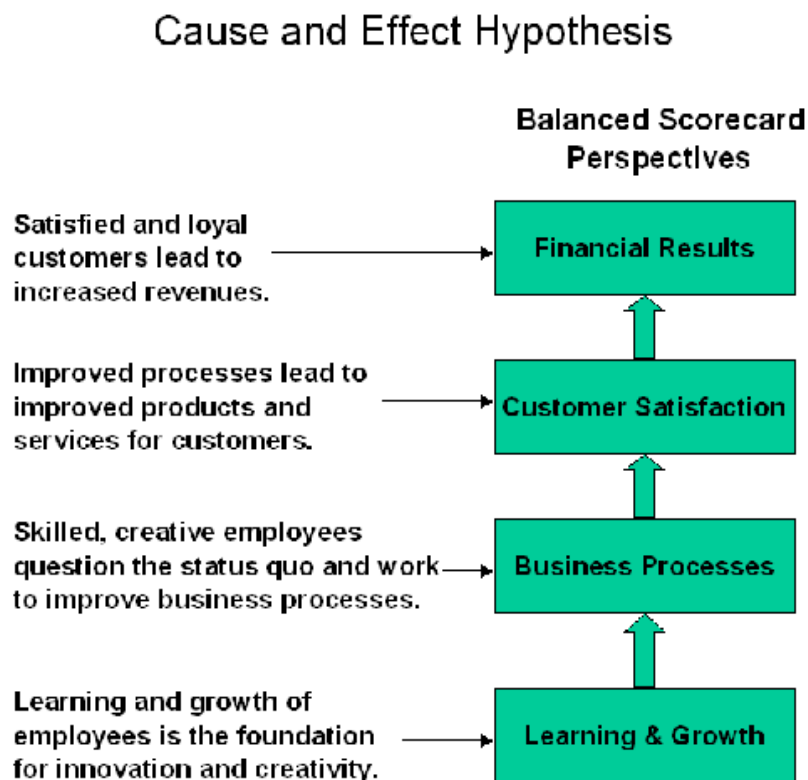 Cause and Effect Hypothesis
Balanced Scorecard
Perspectives
Satisfied and loyal
customers lead to
increased revenues.
Financial Results
Improved processes lead to
improved products and
services for customers.
Customer Satisfaction
Skilled, creative employees
question the status quo and work
to improve business processes.
Business Processes
Learning and growth of
employees is the foundation
for innovation and creativity.
Learning & Growth